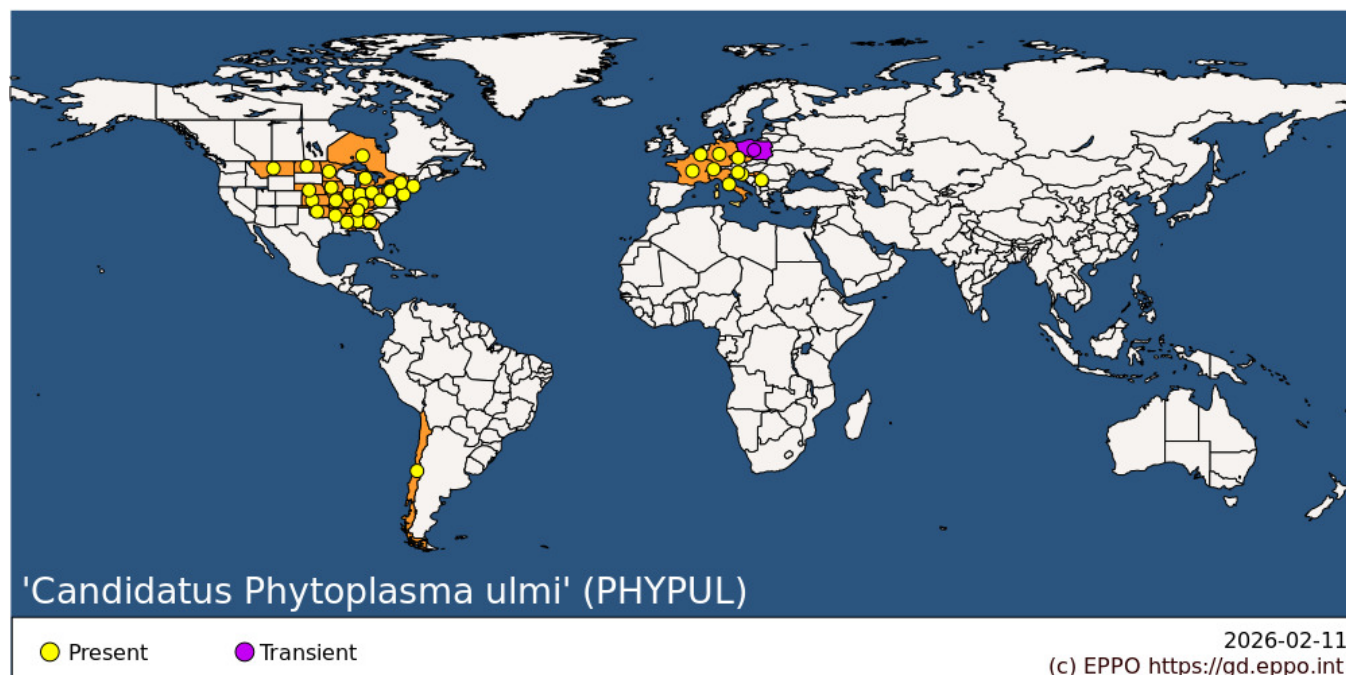 'Candidatus Phytoplasma ulmi' (PHYPUL)
Present
Transient
2026-02-11
(c) EPPO https://gd.eppo.int